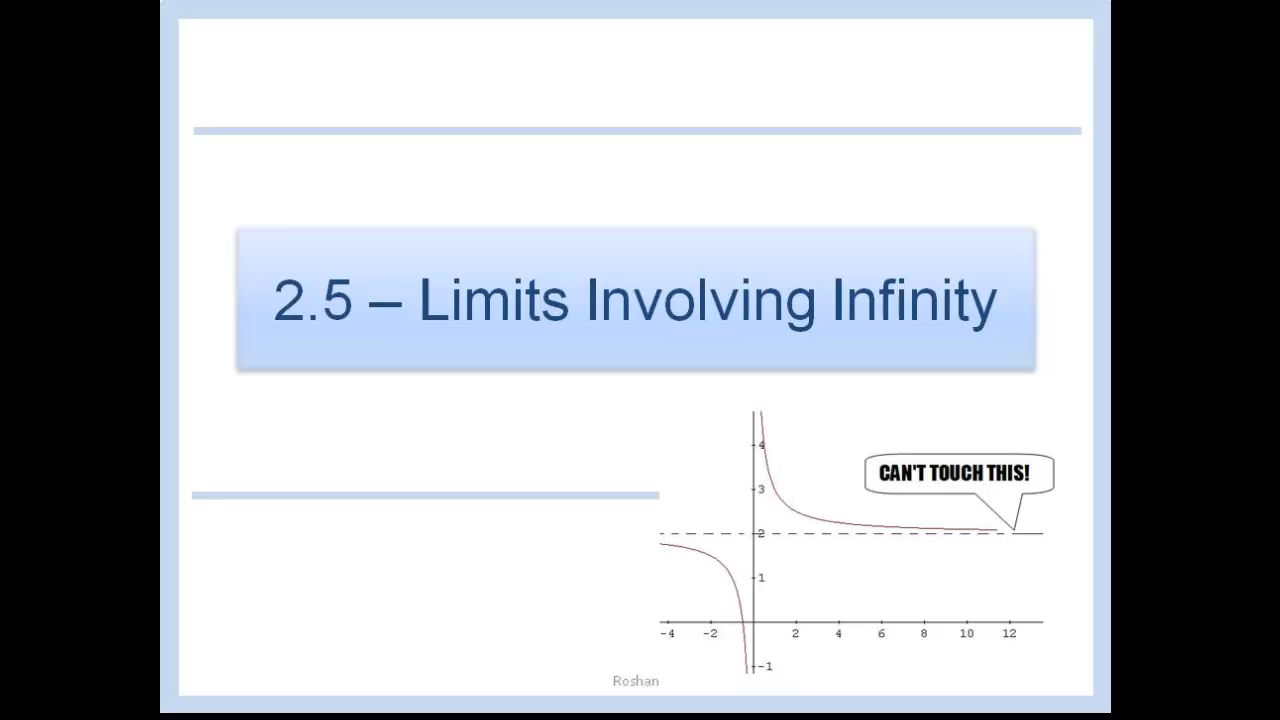 2.5 – Limits Involving Infinity
CAN'T TOUCH THIS!
4
3
2
1
-4 -2 2 4 6 8 10 12
-1
Roshan